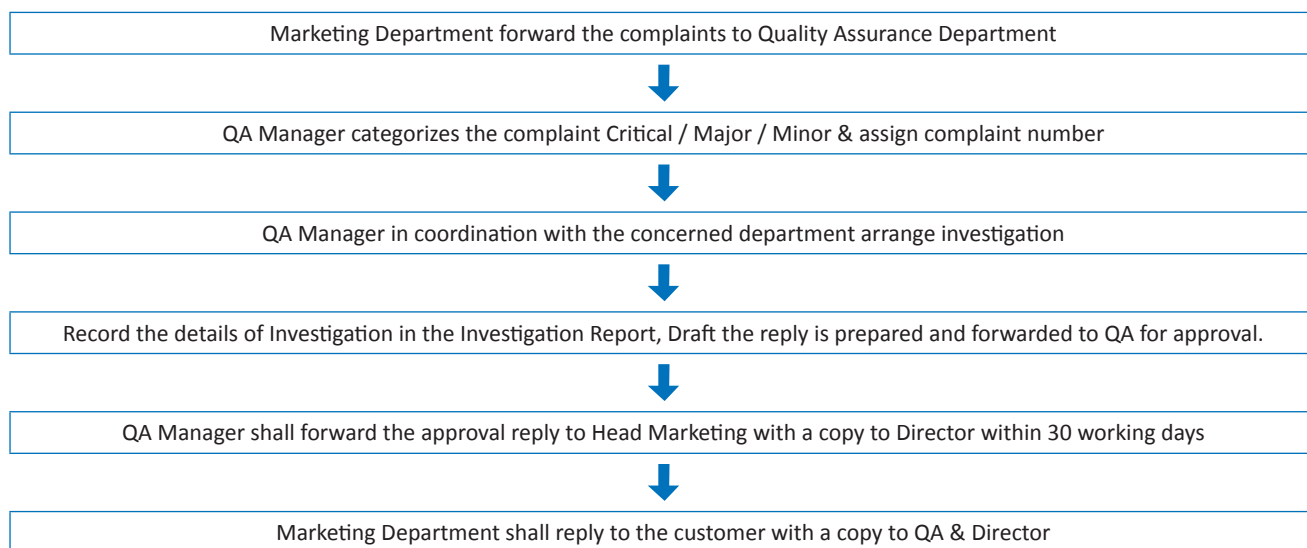 Marketing Department forward the complaints to Quality Assurance Department
QA Manager categorizes the complaint Critical / Major / Minor & assign complaint number
QA Manager in coordination with the concerned department arrange investigation
Record the details of Investigation in the Investigation Report, Draft the reply is prepared and forwarded to QA for approval.
QA Manager shall forward the approval reply to Head Marketing with a copy to Director within 30 working days
Marketing Department shall reply to the customer with a copy to QA & Director